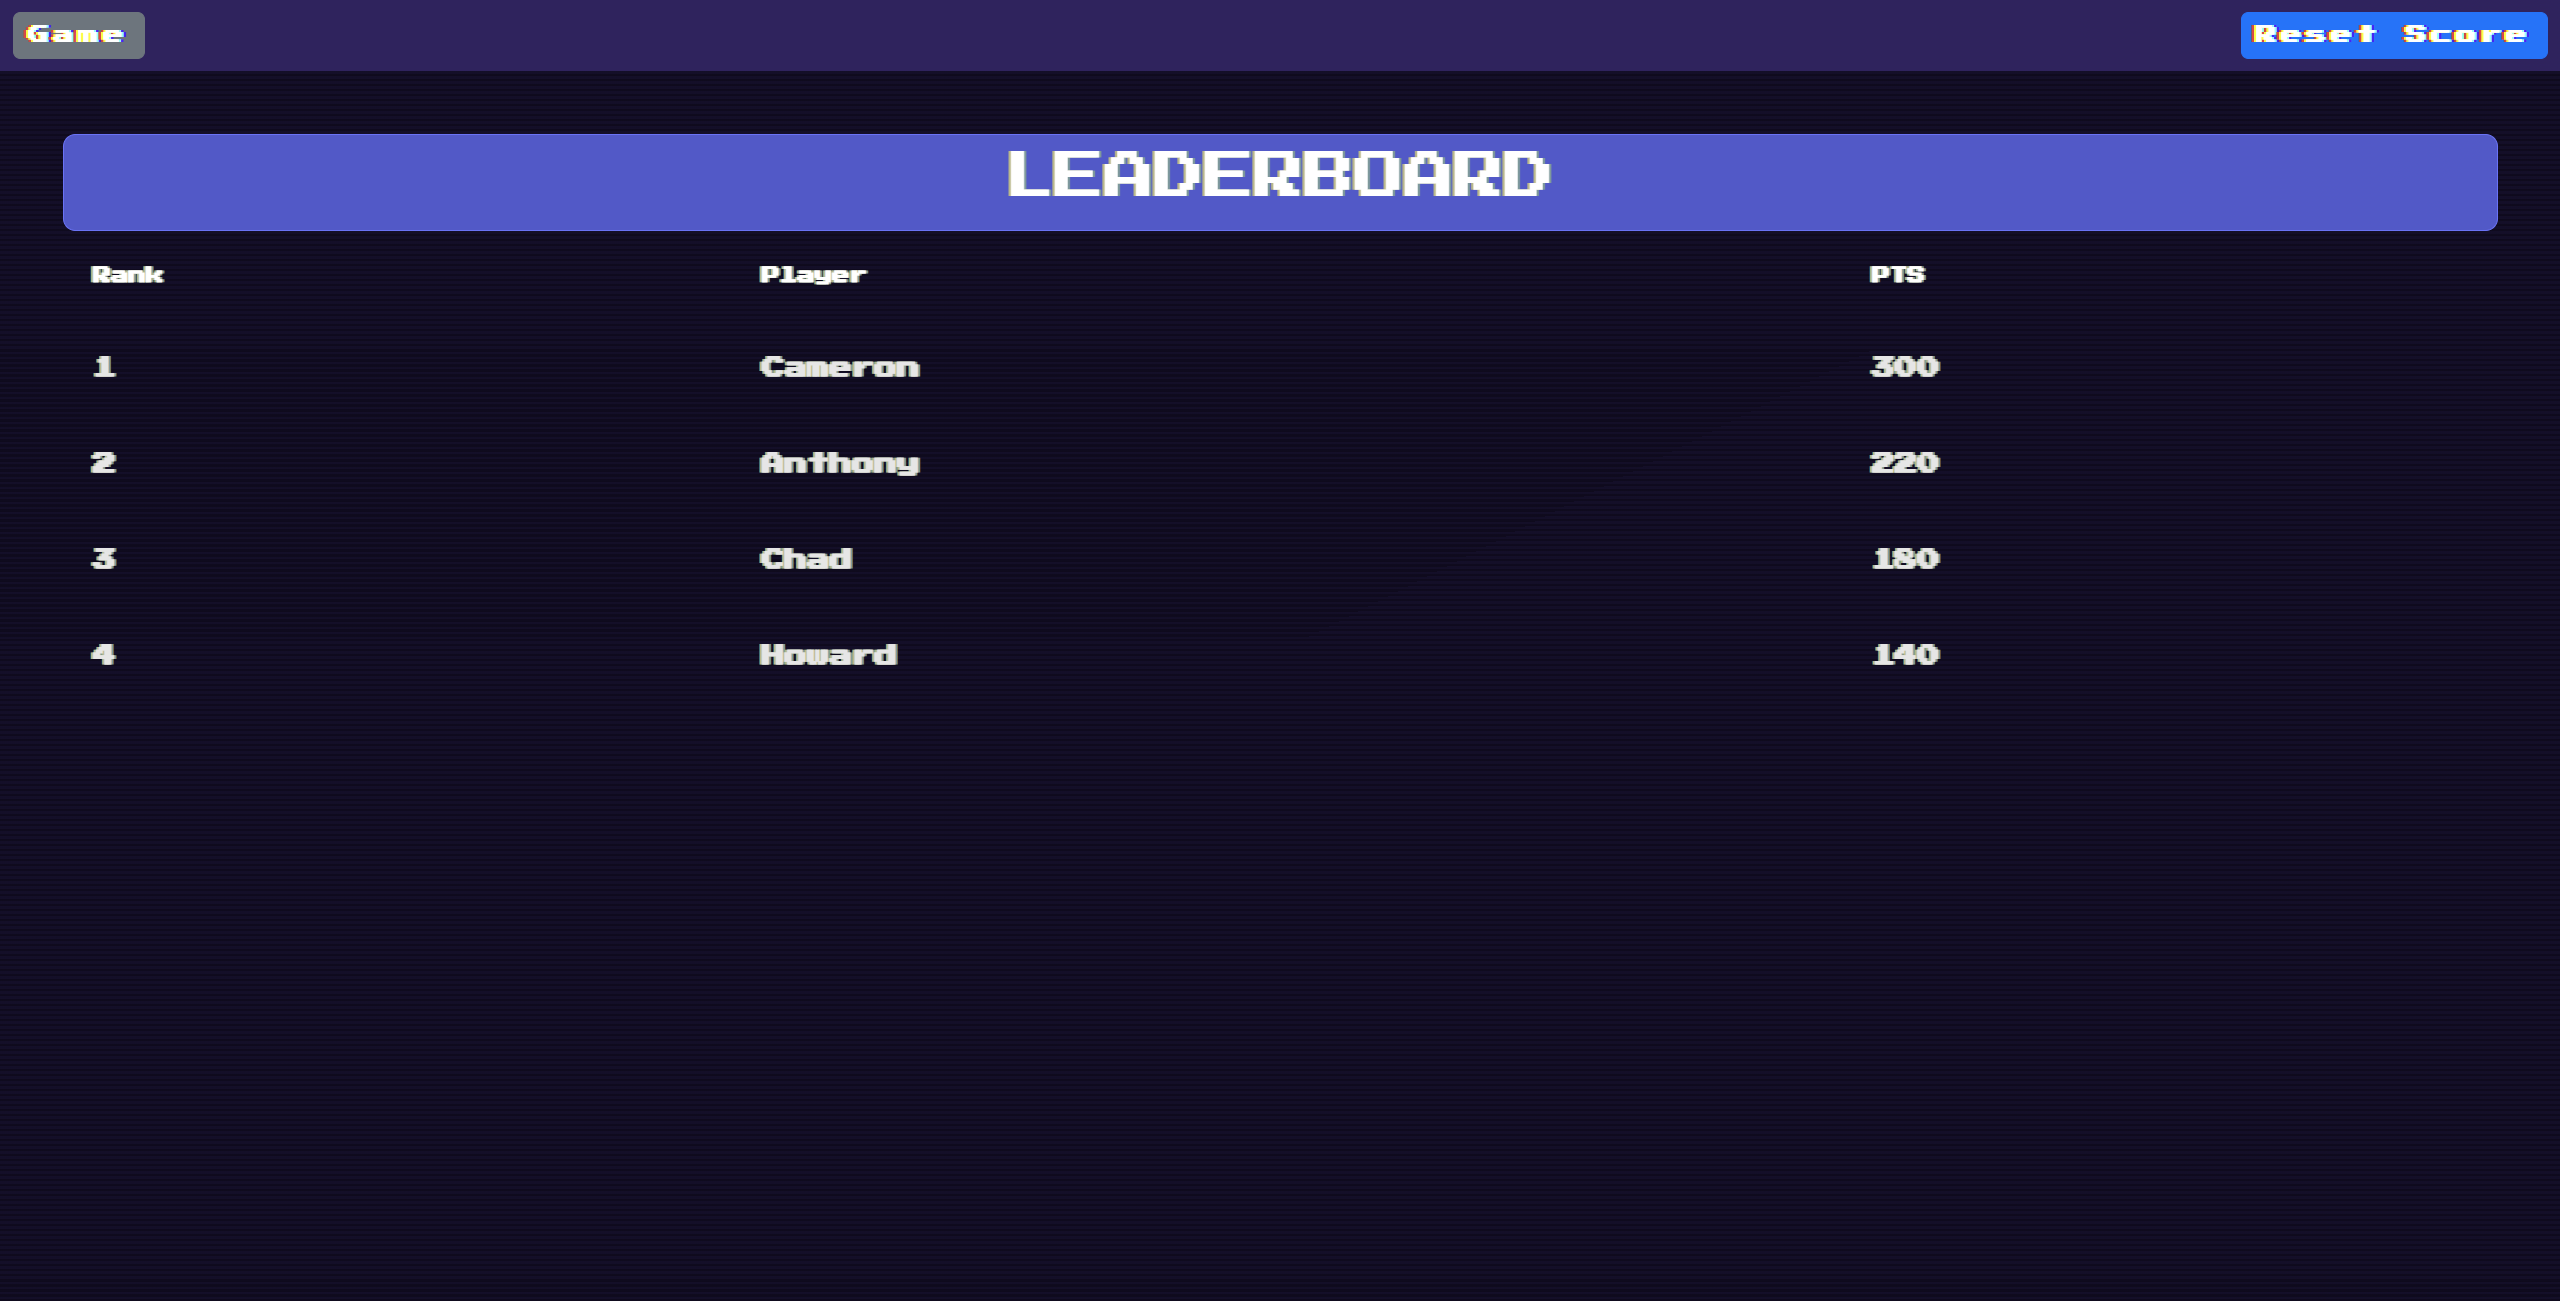 Game Reset Score
LEADERBOARD
Rank Player PTS
1 Cameron 300
2 Anthony 220
3 Chad 180
4 Howard 140